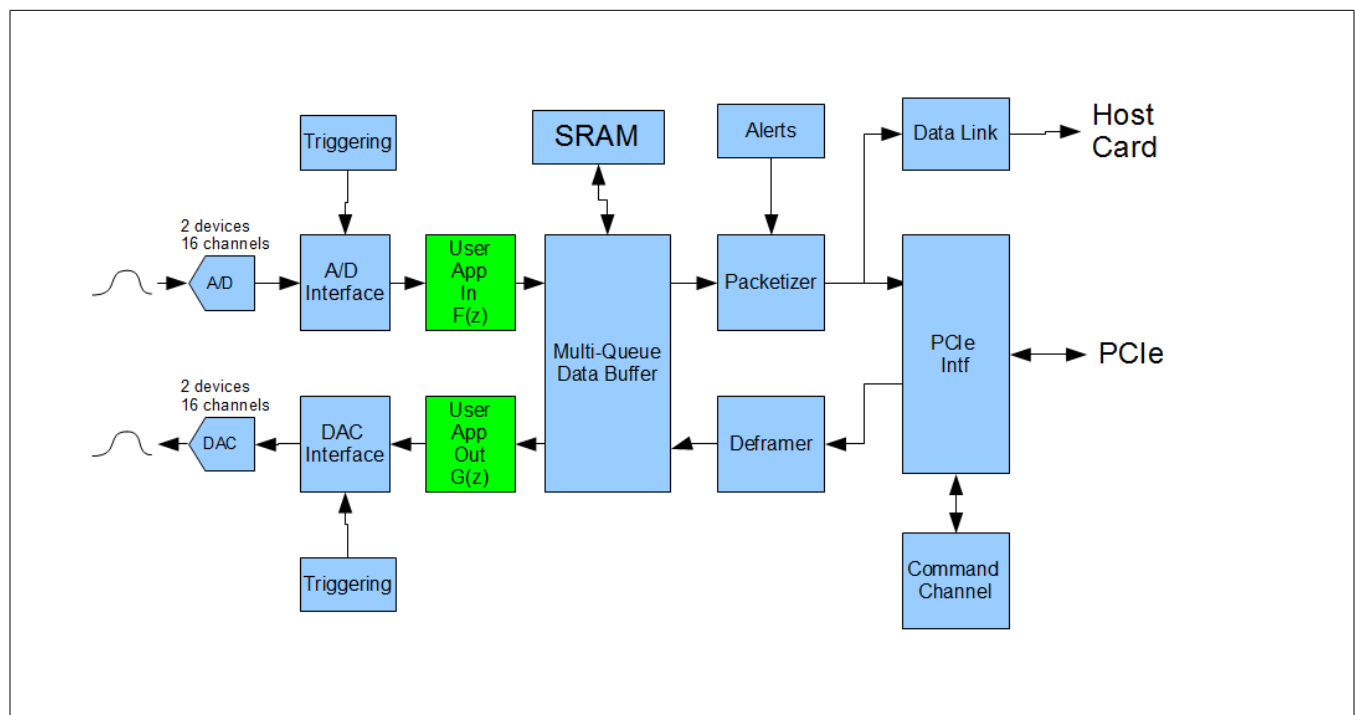 Triggering
SRAM
Alerts
Data Link
Host
Card
2 devices
16 channels
A/D
A/D
Interface
User
App
In
F(z)
Multi-Queue
Data Buffer
Packetizer
PCIe
Intf
PCIe
2 devices
16 channels
DAC
DAC
Interface
User
App
Out
G(z)
Deframer
Triggering
Command
Channel